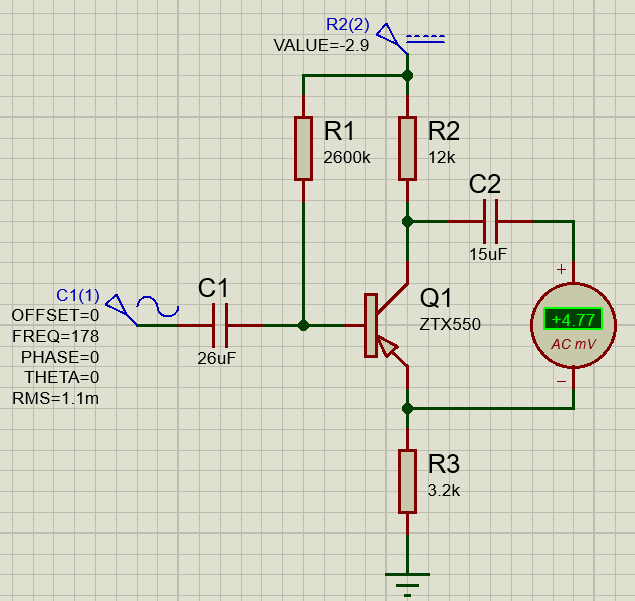 R2(2)
VALUE=-2.9
R1
2600k
R2
12k
C2
15uF
C1(1)
OFFSET=0
FREQ=178
PHASE=0
THETA=0
RMS=1.1m
C1
26uF
Q1
ZTX550
+
+4.77
AC mV
−
R3
3.2k